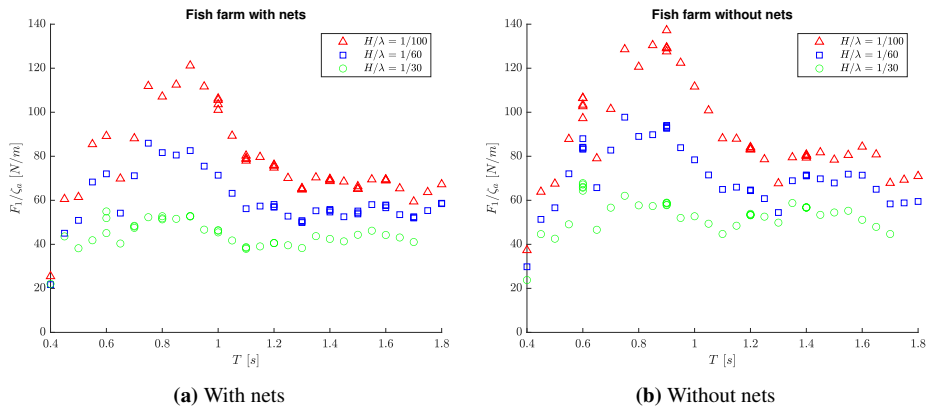 Fish farm with nets
140
120
100
80
60
40
20
0
F₁/ζₐ [N/m]
0.4 0.6 0.8 1 1.2 1.4 1.6 1.8
T [s]
H/λ = 1/100
H/λ = 1/60
H/λ = 1/30
(a) With nets
Fish farm without nets
140
120
100
80
60
40
20
0
F₁/ζₐ [N/m]
0.4 0.6 0.8 1 1.2 1.4 1.6 1.8
T [s]
H/λ = 1/100
H/λ = 1/60
H/λ = 1/30
(b) Without nets